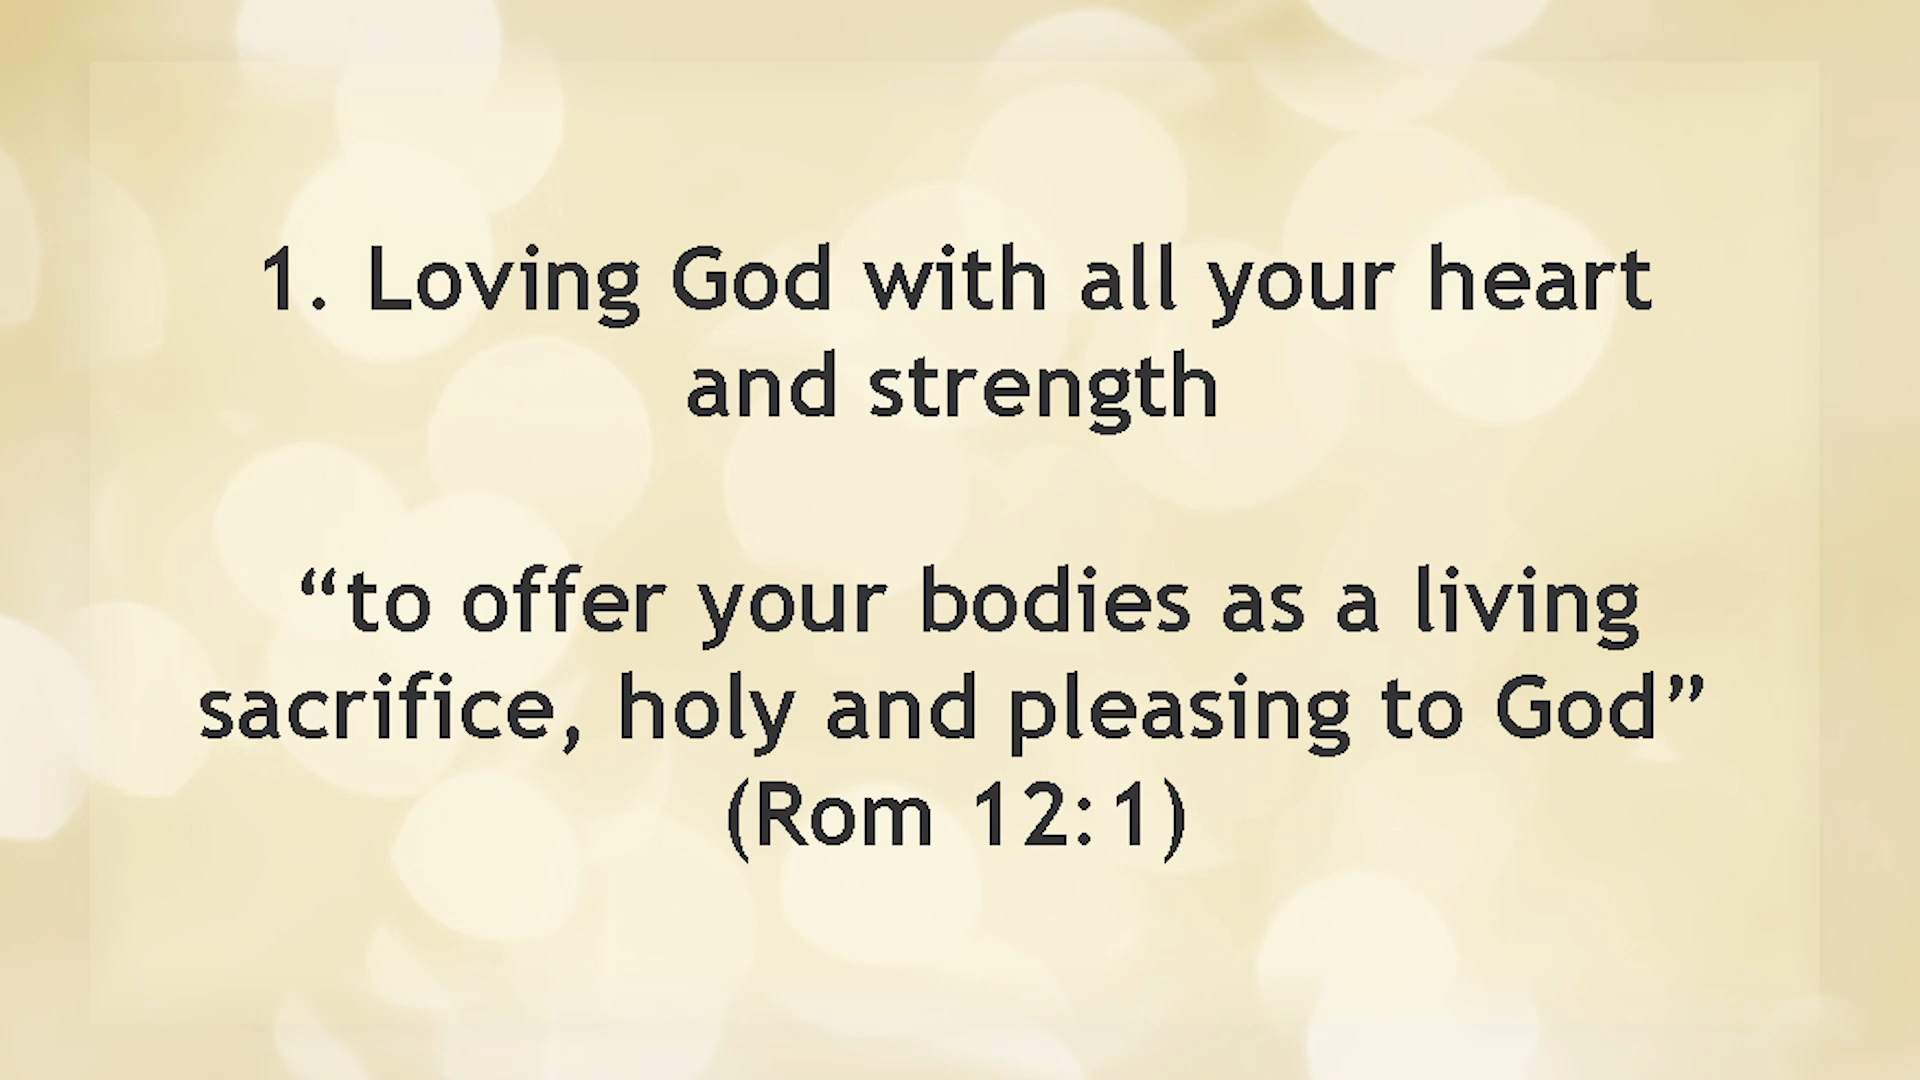 1. Loving God with all your heart
and strength
“to offer your bodies as a living
sacrifice, holy and pleasing to God”
(Rom 12:1)